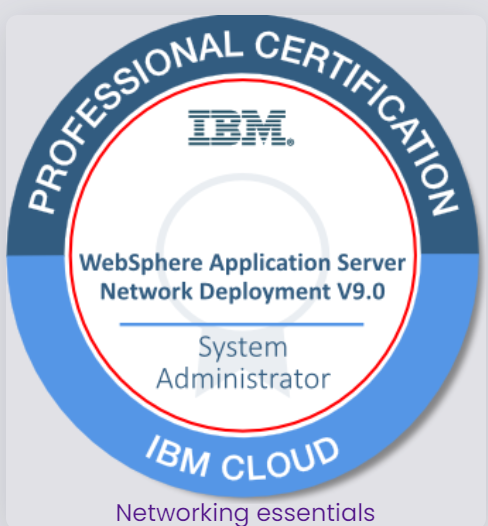 PROFESSIONAL CERTIFICATION
IBM.
WebSphere Application Server
Network Deployment V9.0
System
Administrator
IBM CLOUD
Networking essentials